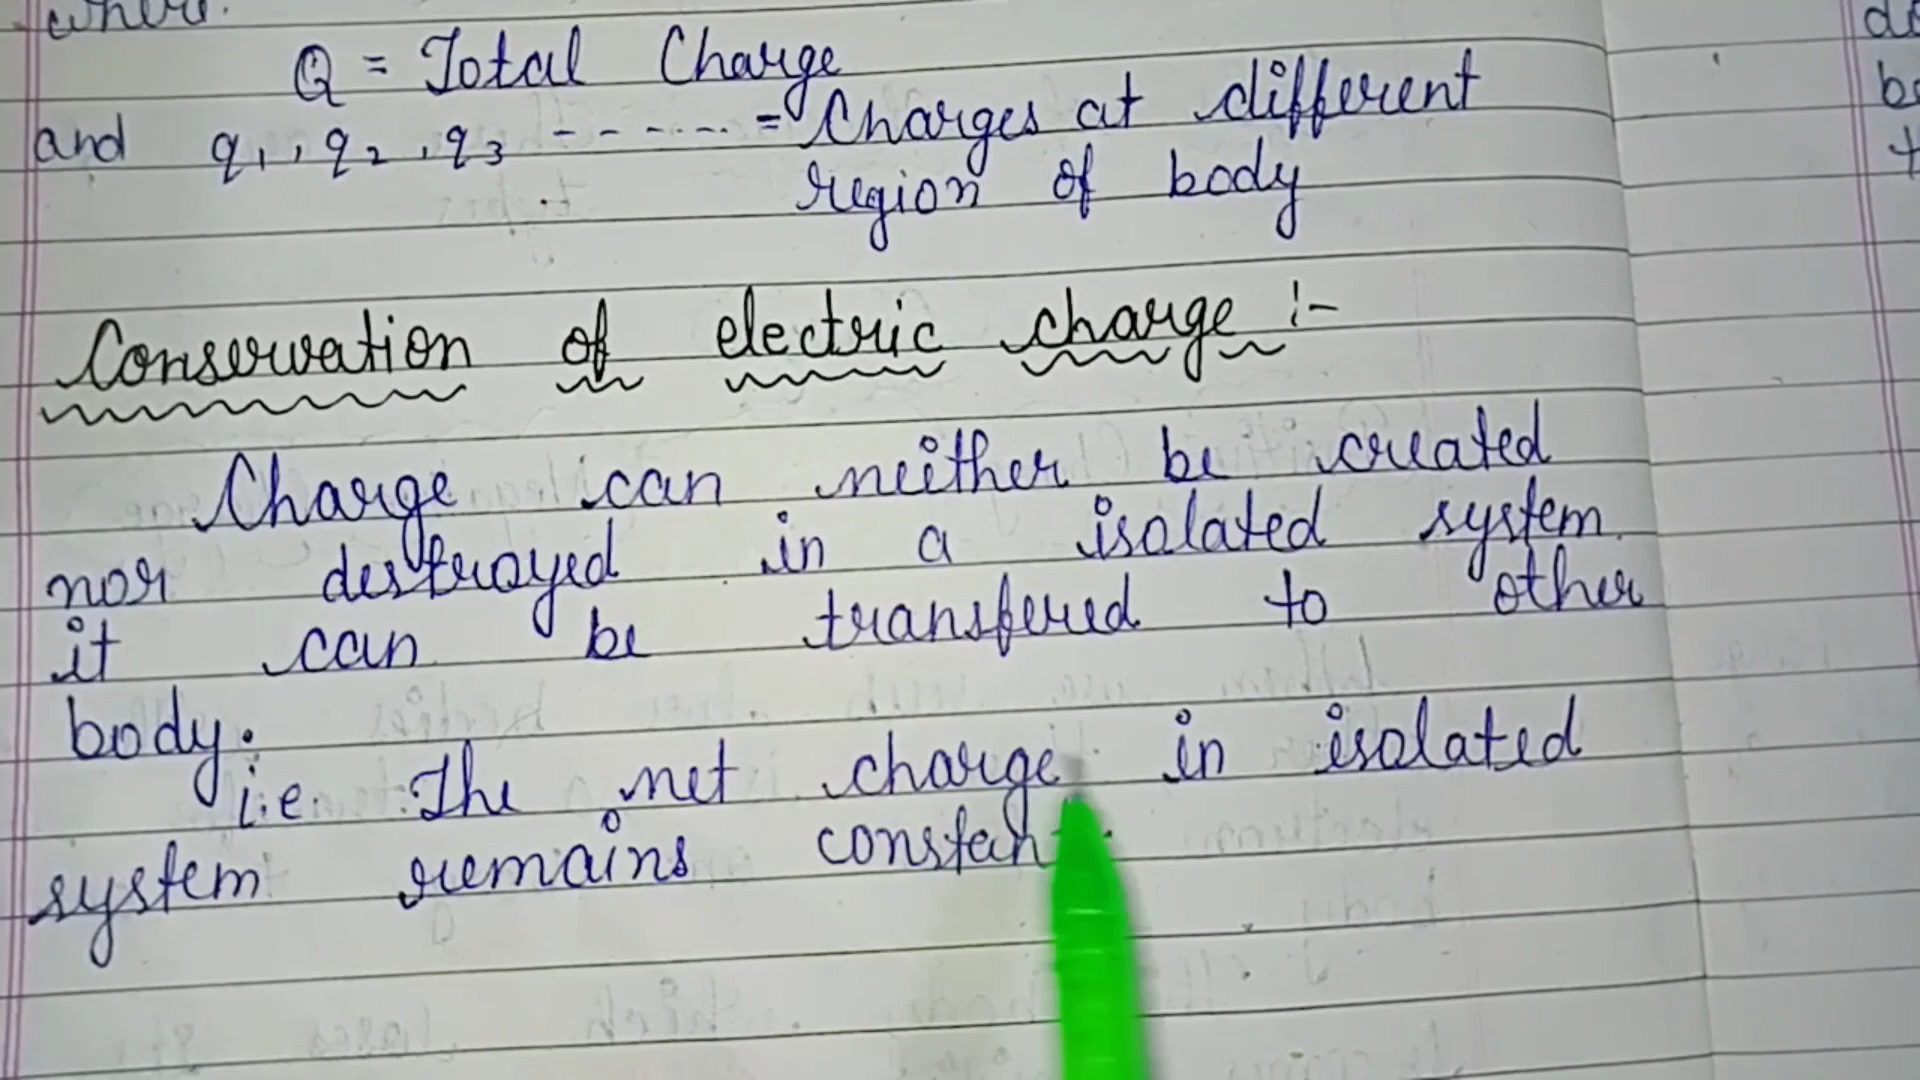 where.
Q = Total Charge
and q1, q2, q3 ------ = Charges at different
region of body
Conservation of electric charge :-
Charge can neither be created
nor destroyed in a isolated system
it can be transfered to other
body.
i.e. The net charge in isolated
system remains constant.